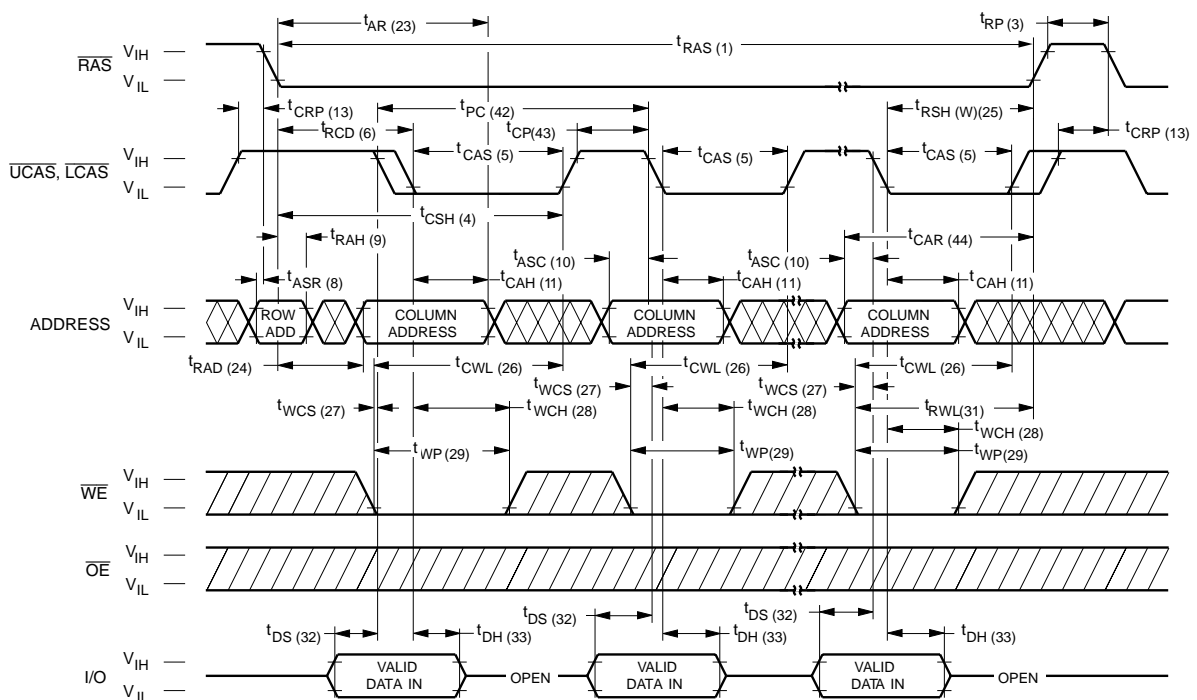 tAR (23)
tRP (3)
tRAS (1)
RAS
VIH
VIL
tCRP (13)
tPC (42)
tRSH (W)(25)
tRCD (6)
tCP(43)
tCRP (13)
UCAS, LCAS
VIH
VIL
tCAS (5)
tCAS (5)
tCAS (5)
tCSH (4)
tRAH (9)
tCAR (44)
tASC (10)
tASC (10)
tASR (8)
tCAH (11)
tCAH (11)
tCAH (11)
ADDRESS
VIH
VIL
ROW
ADD
COLUMN
ADDRESS
COLUMN
ADDRESS
COLUMN
ADDRESS
tRAD (24)
tCWL (26)
tCWL (26)
tCWL (26)
tWCS (27)
tWCS (27)
tWCS (27)
tWCH (28)
tWCH (28)
tRWL(31)
tWCH (28)
tWP(29)
tWP(29)
tWP(29)
WE
VIH
VIL
OE
VIH
VIL
tDS (32)
tDH (33)
tDS (32)
tDH (33)
tDS (32)
tDH (33)
I/O
VIH
VIL
VALID
DATA IN
OPEN
VALID
DATA IN
VALID
DATA IN
OPEN